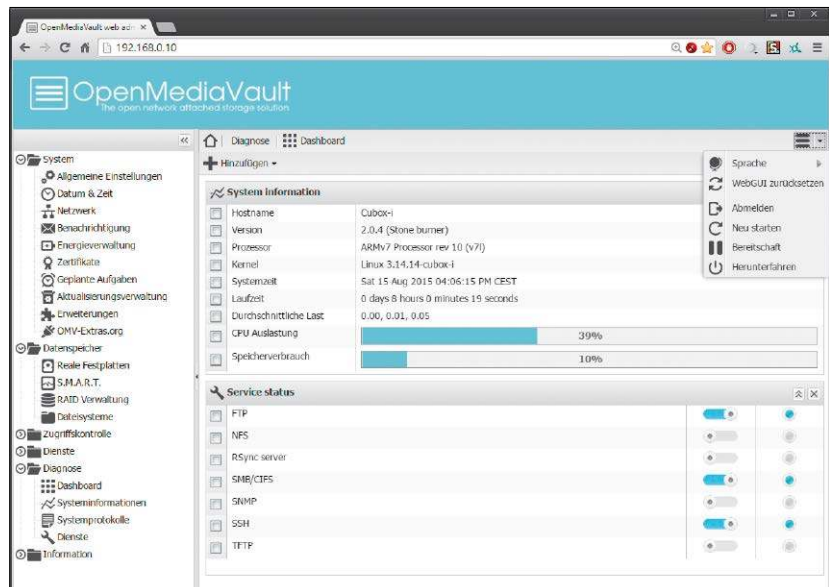 OpenMediaVault web adn
192.168.0.10
OpenMediaVault
The open network attached storage solution
Diagnose
Dashboard
Hinzufügen
Sprache
WebGUI zurücksetzen
Abmelden
Neu starten
Bereitschaft
Herunterfahren
System
Allgemeine Einstellungen
Datum & Zeit
Netzwerk
Benachrichtigung
Energieverwaltung
Zertifikate
Geplante Aufgaben
Aktualisierungsverwaltung
Erweiterungen
OMV-Extras.org
Datenspeicher
Reale Festplatten
S.M.A.R.T.
RAID Verwaltung
Dateisysteme
Zugriffskontrolle
Dienste
Diagnose
Dashboard
Systeminformationen
Systemprotokolle
Dienste
Information
System information
Hostname Cubox-i
Version 2.0.4 (Stone burner)
Prozessor ARMv7 Processor rev 10 (v7l)
Kernel Linux 3.14.14-cubox-i
Systemzeit Sat 15 Aug 2015 04:06:15 PM CEST
Laufzeit 0 days 8 hours 0 minutes 19 seconds
Durchschnittliche Last 0.00, 0.01, 0.05
CPU Auslastung 39%
Speicherverbrauch 10%
Service status
FTP
NFS
RSync server
SMB/CIFS
SNMP
SSH
TFTP